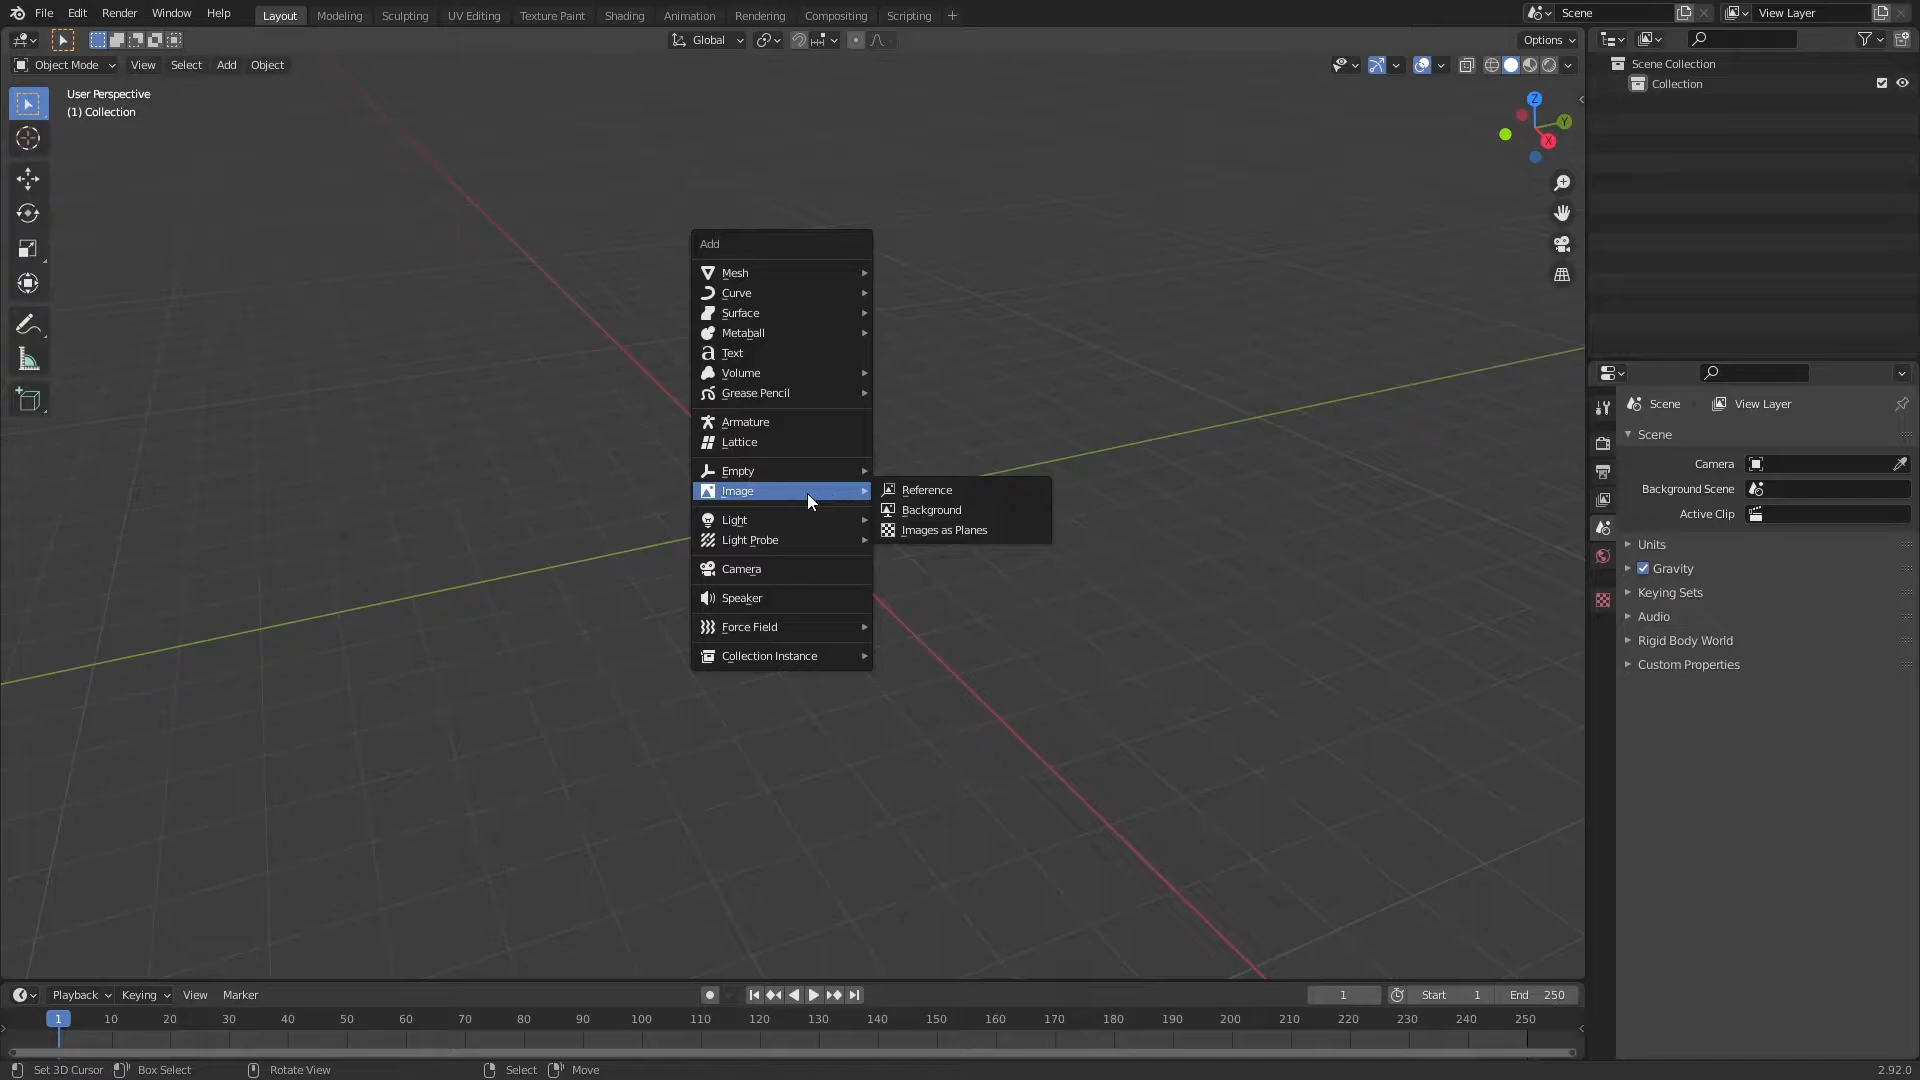 File Edit Render Window Help Layout Modeling Sculpting UV Editing Texture Paint Shading Animation Rendering Compositing Scripting + Scene View Layer
Global Options
Object Mode View Select Add Object
User Perspective
(1) Collection
Z
Y
X
Scene Collection
Collection
Add
Mesh
Curve
Surface
Metaball
Text
Volume
Grease Pencil
Armature
Lattice
Empty
Image
Light
Light Probe
Camera
Speaker
Force Field
Collection Instance
Reference
Background
Images as Planes
Scene View Layer
Scene
Camera
Background Scene
Active Clip
Units
Gravity
Keying Sets
Audio
Rigid Body World
Custom Properties
Playback Keying View Marker 1 Start 1 End 250
1 10 20 30 40 50 60 70 80 90 100 110 120 130 140 150 160 170 180 190 200 210 220 230 240 250
Set 3D Cursor Box Select Rotate View Select Move 2.92.0